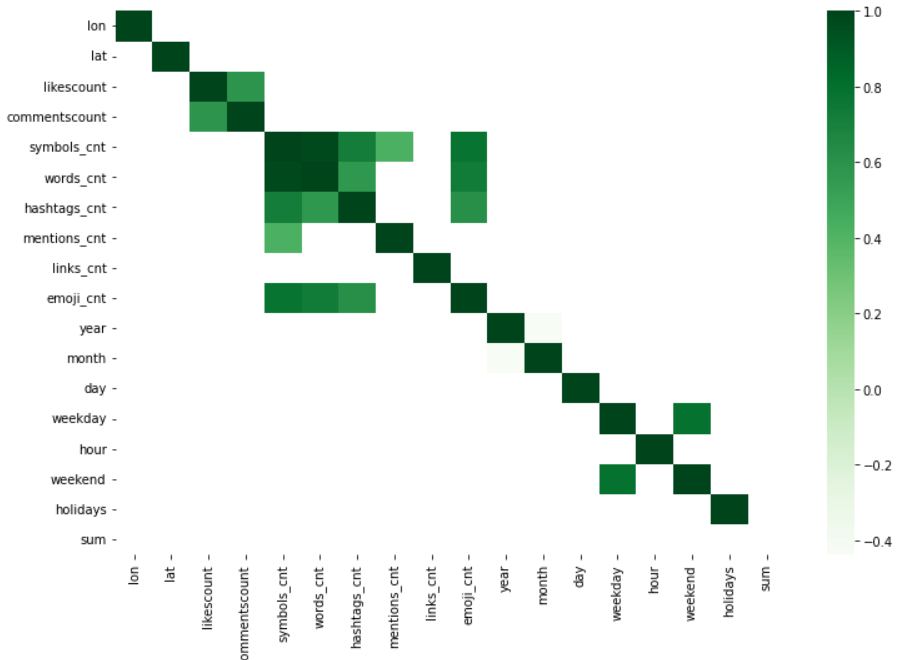 lon
lat
likescount
commentscount
symbols_cnt
words_cnt
hashtags_cnt
mentions_cnt
links_cnt
emoji_cnt
year
month
day
weekday
hour
weekend
holidays
sum
lon
lat
likescount
ommentscount
symbols_cnt
words_cnt
hashtags_cnt
mentions_cnt
links_cnt
emoji_cnt
year
month
day
weekday
hour
weekend
holidays
sum
1.0
0.8
0.6
0.4
0.2
0.0
−0.2
−0.4